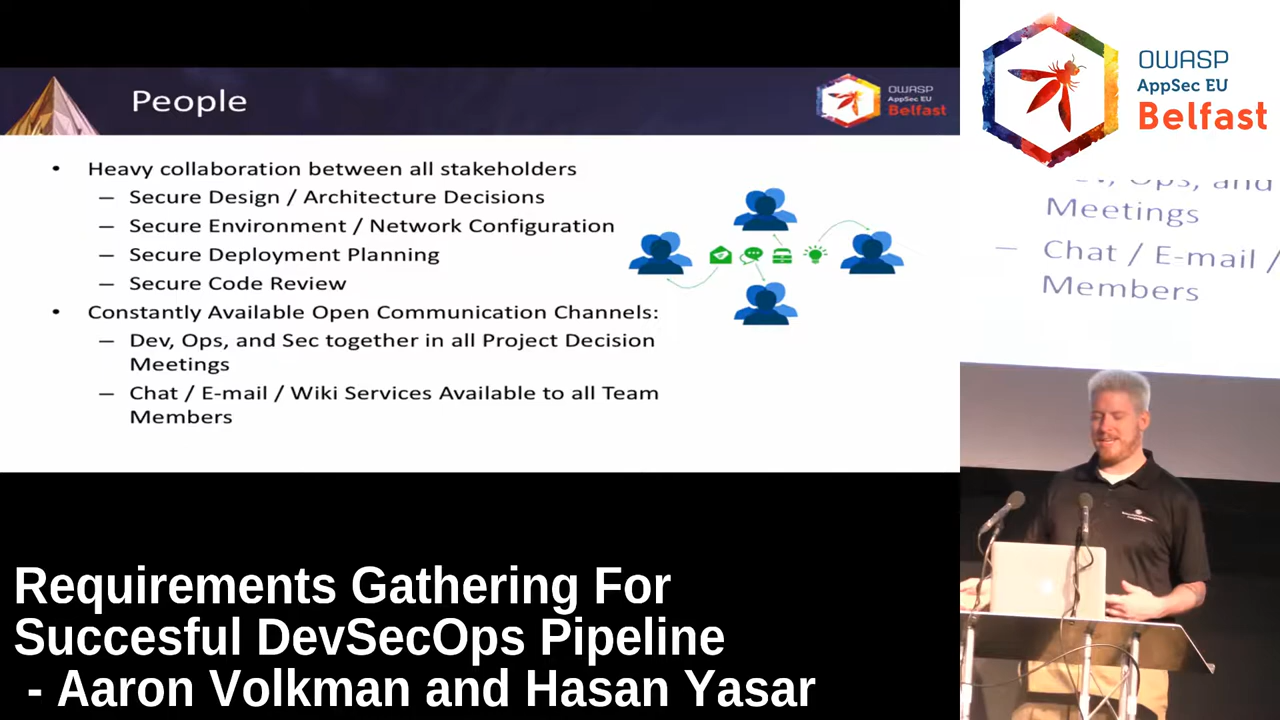 People
OWASP
AppSec EU
Belfast
• Heavy collaboration between all stakeholders
– Secure Design / Architecture Decisions
– Secure Environment / Network Configuration
– Secure Deployment Planning
– Secure Code Review
• Constantly Available Open Communication Channels:
– Dev, Ops, and Sec together in all Project Decision
Meetings
– Chat / E-mail / Wiki Services Available to all Team
Members
OWASP
AppSec EU
Belfast
Dev, Ops, and
Meetings
– Chat / E-mail /
Members
Requirements Gathering For
Succesful DevSecOps Pipeline
- Aaron Volkman and Hasan Yasar